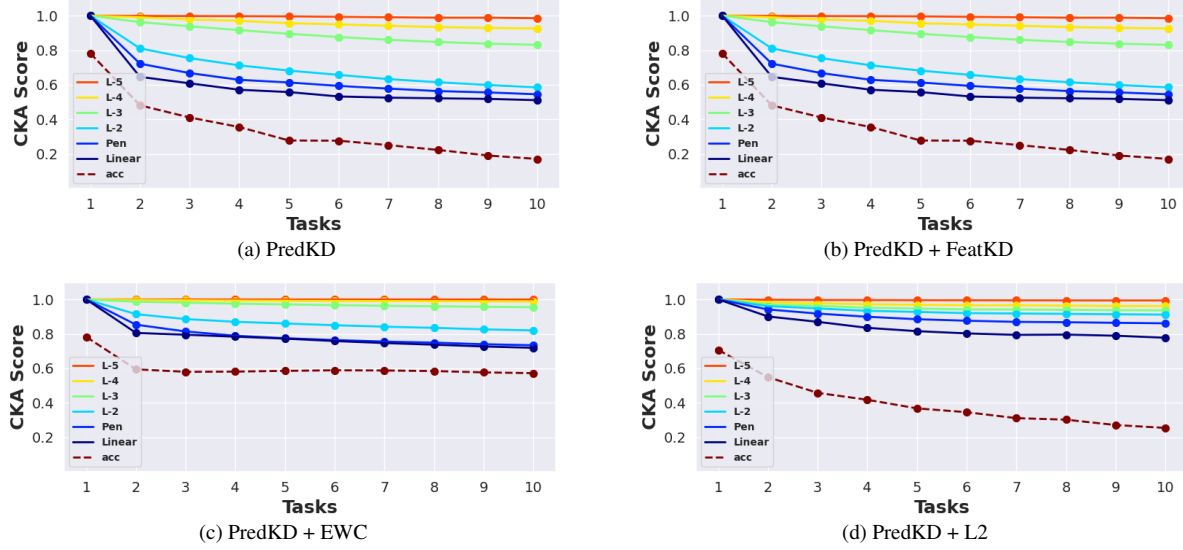 CKA Score
1.0
0.8
0.6
0.4
0.2
L-5
L-4
L-3
L-2
Pen
Linear
acc
1 2 3 4 5 6 7 8 9 10
Tasks
(a) PredKD
CKA Score
1.0
0.8
0.6
0.4
0.2
L-5
L-4
L-3
L-2
Pen
Linear
acc
1 2 3 4 5 6 7 8 9 10
Tasks
(b) PredKD + FeatKD
CKA Score
1.0
0.8
0.6
0.4
0.2
L-5
L-4
L-3
L-2
Pen
Linear
acc
1 2 3 4 5 6 7 8 9 10
Tasks
(c) PredKD + EWC
CKA Score
1.0
0.8
0.6
0.4
0.2
L-5
L-4
L-3
L-2
Pen
Linear
acc
1 2 3 4 5 6 7 8 9 10
Tasks
(d) PredKD + L2